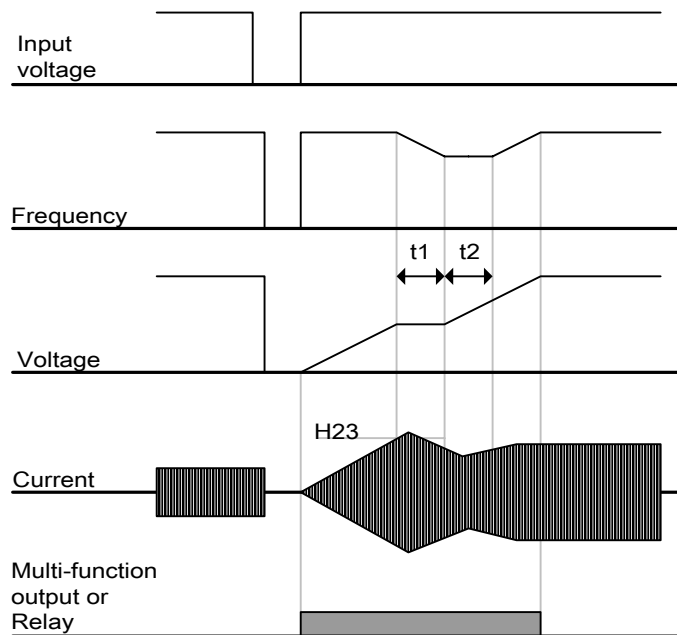 Input
voltage
Frequency
t1 t2
Voltage
H23
Current
Multi-function
output or
Relay